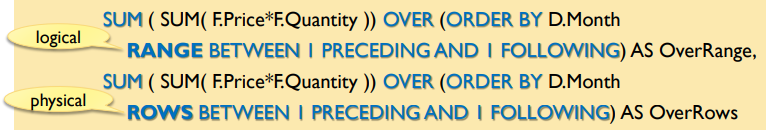 SUM ( SUM( F.Price*F.Quantity )) OVER (ORDER BY D.Month
logical
RANGE BETWEEN 1 PRECEDING AND 1 FOLLOWING) AS OverRange,
SUM ( SUM( F.Price*F.Quantity )) OVER (ORDER BY D.Month
physical
ROWS BETWEEN 1 PRECEDING AND 1 FOLLOWING) AS OverRows